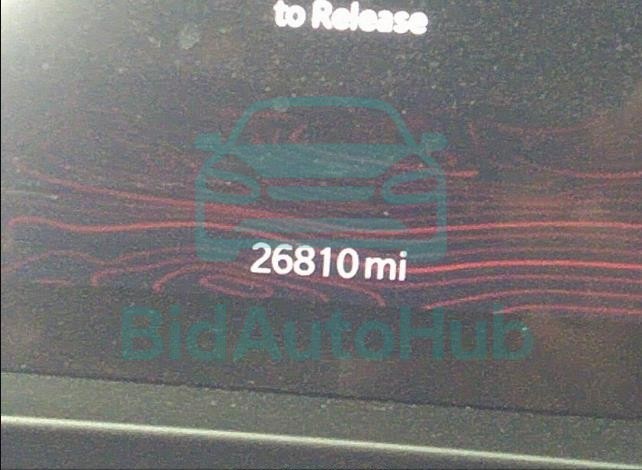 to Release
26810 mi
BidAutoHub